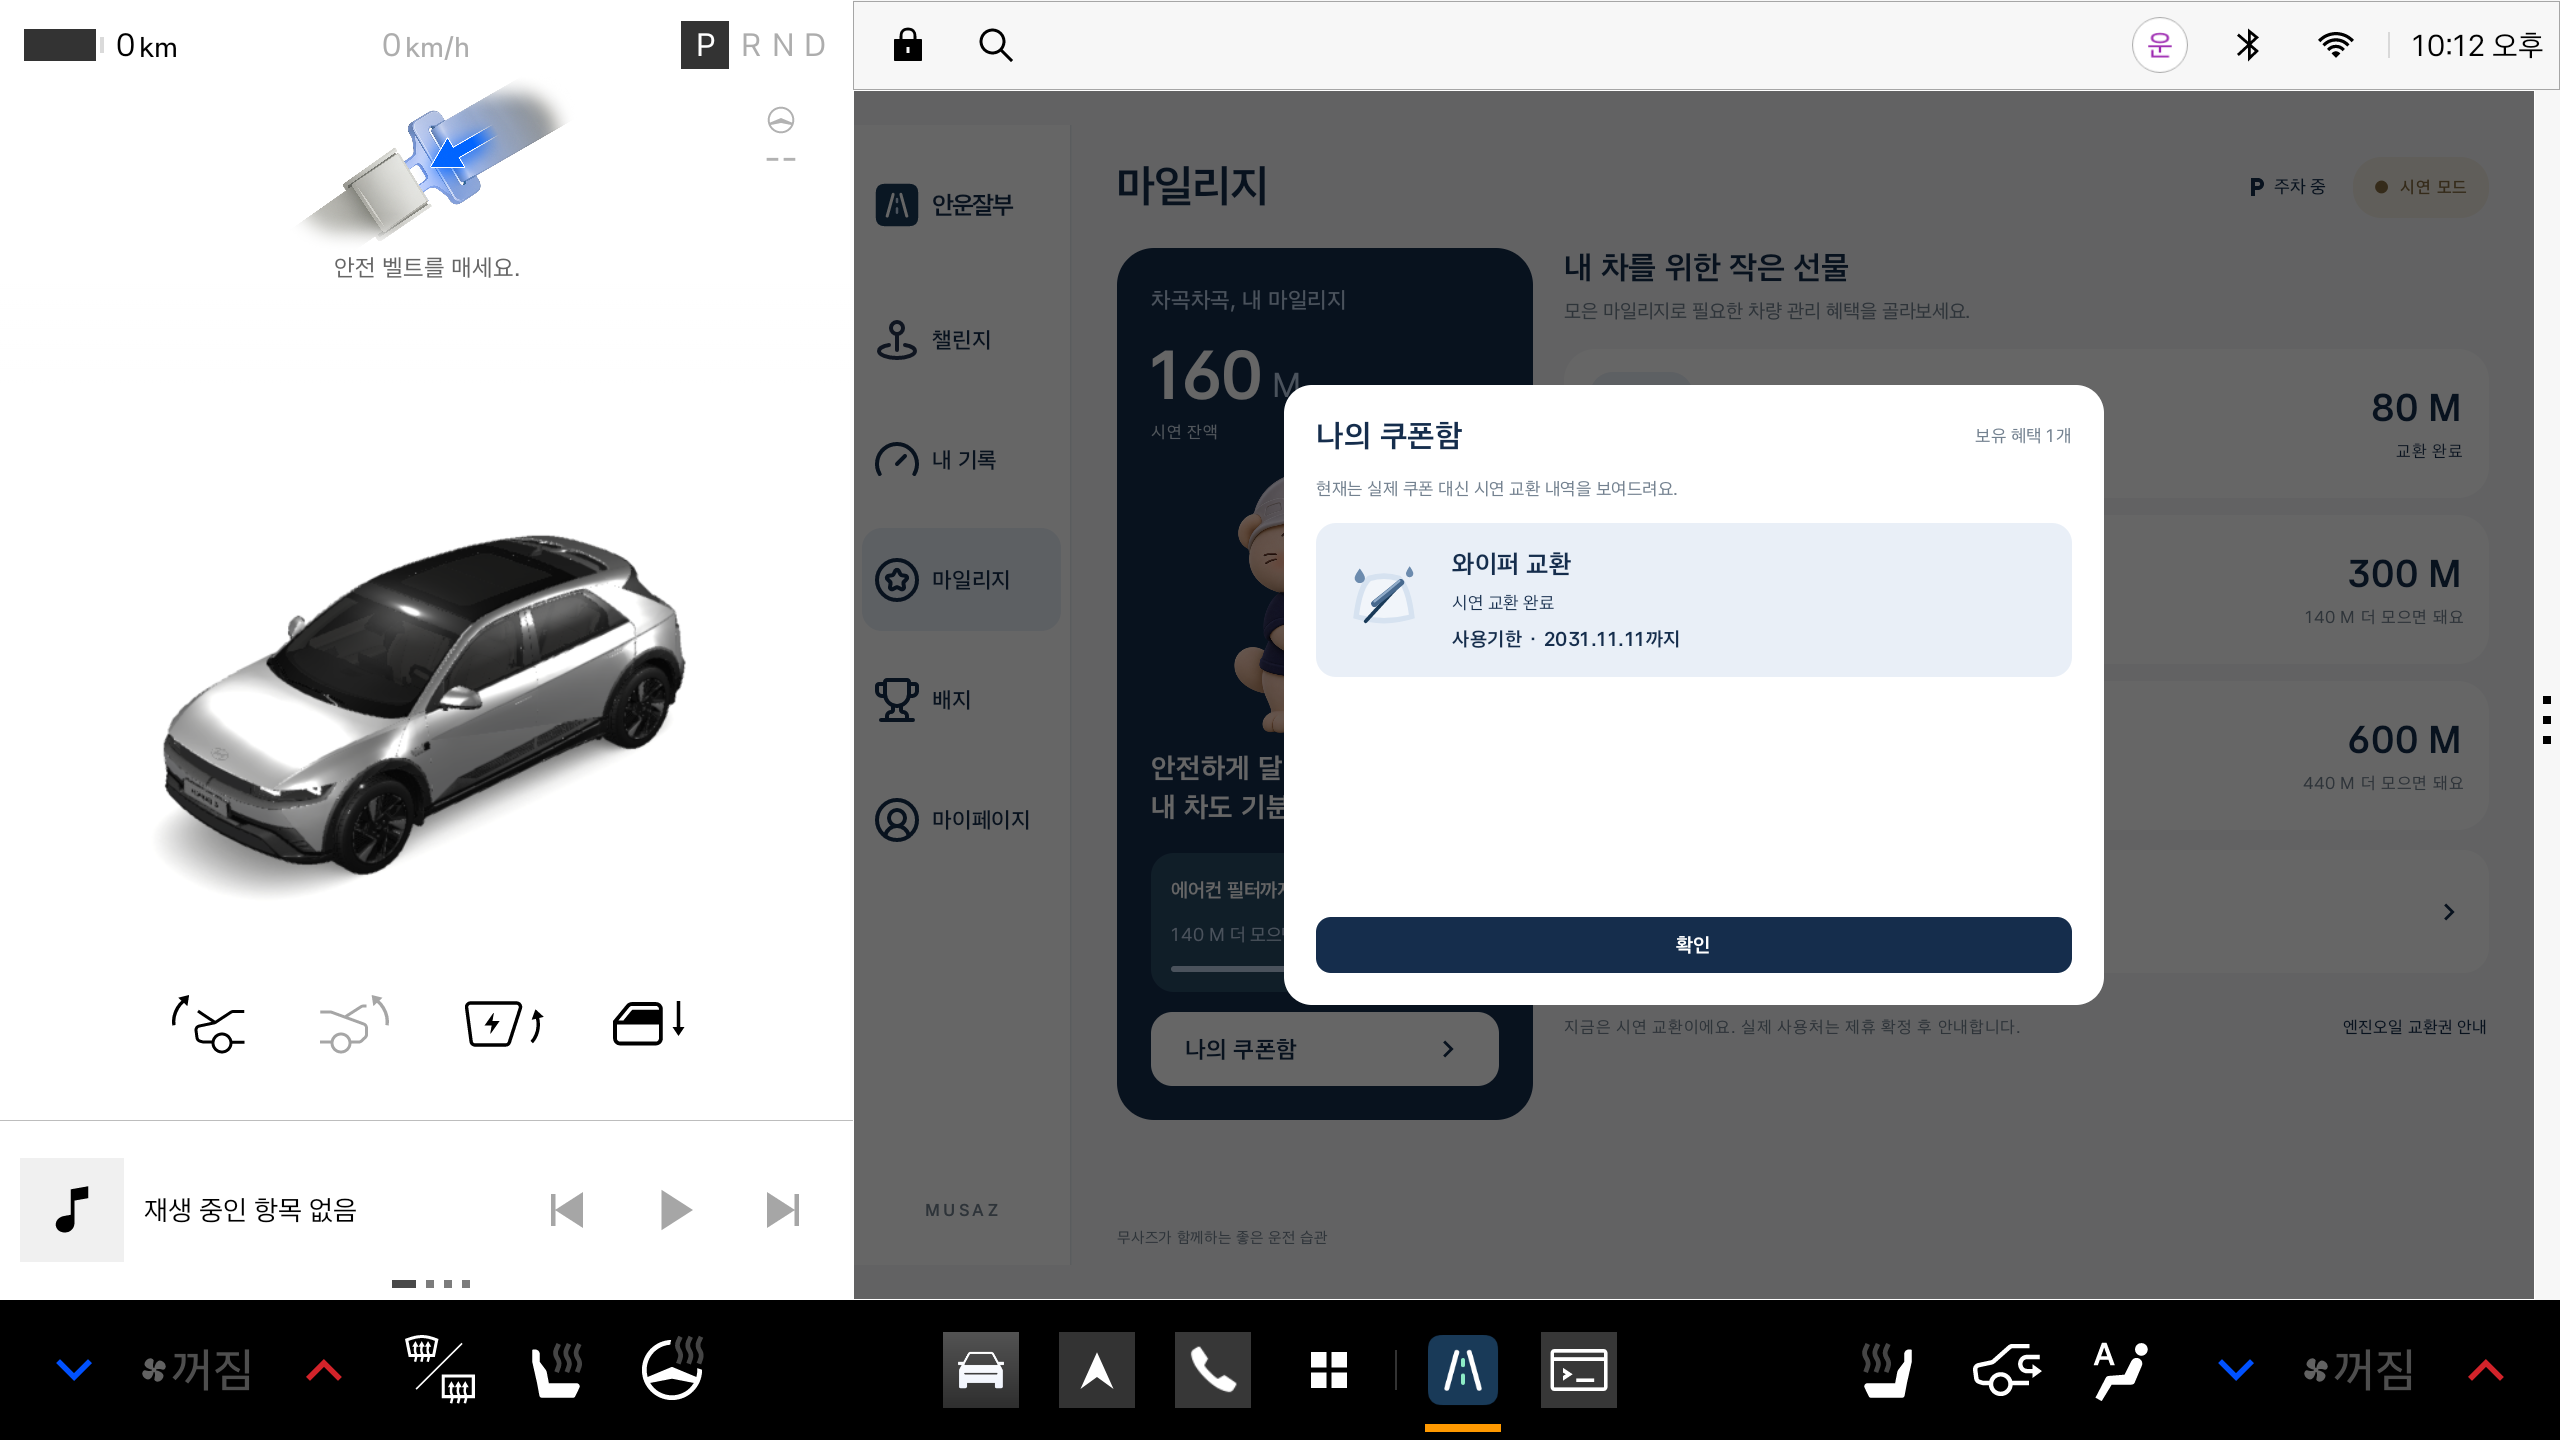 0 km
0 km/h
P R N D
10:12 오후
운
안전 벨트를 매세요.
재생 중인 항목 없음
안운잘부
챌린지
내 기록
마일리지
배지
마이페이지
MUSAZ
마일리지
P 주차 중
시연 모드
차곡차곡, 내 마일리지
160 M
시연 잔액
안전하게 달
내 차도 기분
에어컨 필터까지
140 M 더 모으
나의 쿠폰함
내 차를 위한 작은 선물
모은 마일리지로 필요한 차량 관리 혜택을 골라보세요.
80 M
교환 완료
300 M
140 M 더 모으면 돼요
600 M
440 M 더 모으면 돼요
지금은 시연 교환이에요. 실제 사용처는 제휴 확정 후 안내합니다.
엔진오일 교환권 안내
무사즈가 함께하는 좋은 운전 습관
나의 쿠폰함
보유 혜택 1개
현재는 실제 쿠폰 대신 시연 교환 내역을 보여드려요.
와이퍼 교환
시연 교환 완료
사용기한 · 2031.11.11까지
확인
꺼짐
A
꺼짐